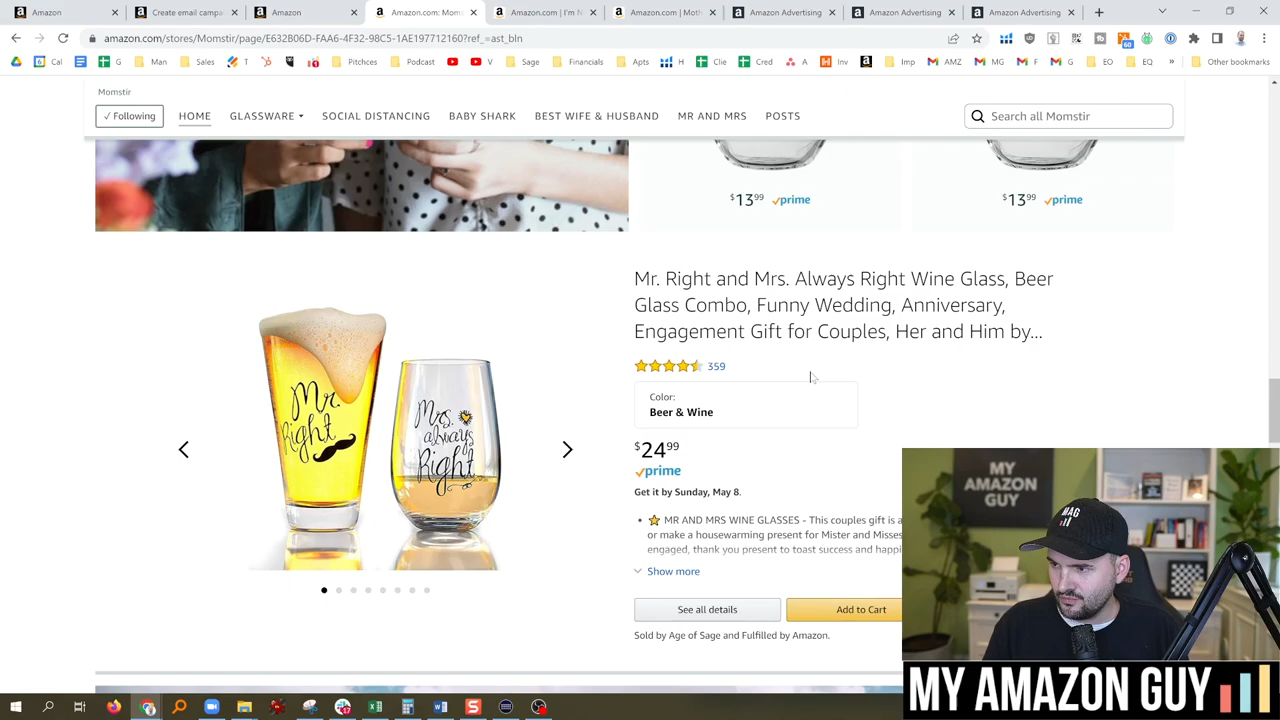 Amazon
Create email campa
Amazon
Amazon.com: Moms
Amazon.com | I'm N
Amazon.com | Moth
Amazon Advertising
Amazon Advertising
Amazon Advertising
amazon.com/stores/Momstir/page/E632B06D-FAA6-4F32-98C5-1AE197712160?ref_=ast_bln
Cal
G
Man
Sales
T
Pitchces
Podcast
V
Sage
Financials
Apts
H
Clie
Cred
A
Inv
Imp
AMZ
MG
F
G
EO
EQ
»
Other bookmarks
60
Momstir
✓ Following
HOME
GLASSWARE
SOCIAL DISTANCING
BABY SHARK
BEST WIFE & HUSBAND
MR AND MRS
POSTS
Search all Momstir
$13.99 prime
$13.99 prime
Mr. Right and Mrs. Always Right Wine Glass, Beer
Glass Combo, Funny Wedding, Anniversary,
Engagement Gift for Couples, Her and Him by...
359
Color:
Beer & Wine
$24.99
prime
Get it by Sunday, May 8.
• ⭐ MR AND MRS WINE GLASSES - This couples gift is a
or make a housewarming present for Mister and Misses
engaged, thank you present to toast success and happi
Show more
See all details
Add to Cart
Sold by Age of Sage and Fulfilled by Amazon.
Mr.
Right
Mrs.
always
Right
MY
AMAZON
GUY
MAG
MY AMAZON GUY